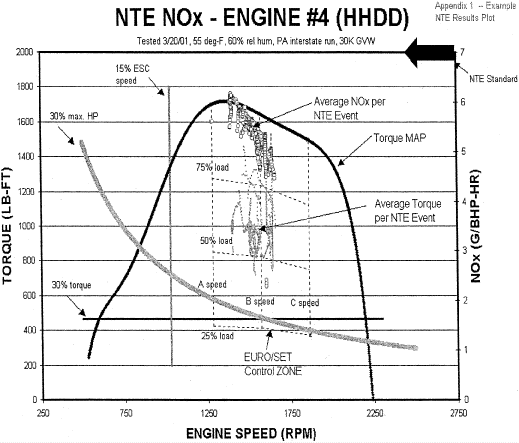 Appendix 1 -- Example
NTE Results Plot
NTE NOx - ENGINE #4 (HHDD)
Tested 3/20/01, 55 deg-F, 60% rel hum, PA interstate run, 30K GVW
2000
1800
1600
1400
1200
1000
800
600
400
200
0
TORQUE (LB-FT)
15% ESC
speed
30% max. HP
Average NOx per
NTE Event
Torque MAP
75% load
Average Torque
per NTE Event
50% load
30% torque
A speed
B speed
C speed
25% load
EURO/SET
Control ZONE
7
6
5
4
3
2
1
0
NTE Standard
NOx (G/BHP-HR)
250
750
1250
1750
2250
2750
ENGINE SPEED (RPM)